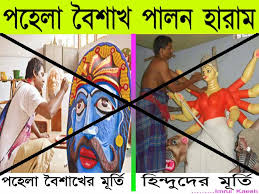 পহেলা বৈশাখ পালন হারাম
পহেলা বৈশাখের মূর্তি হিন্দুদের মূর্তি